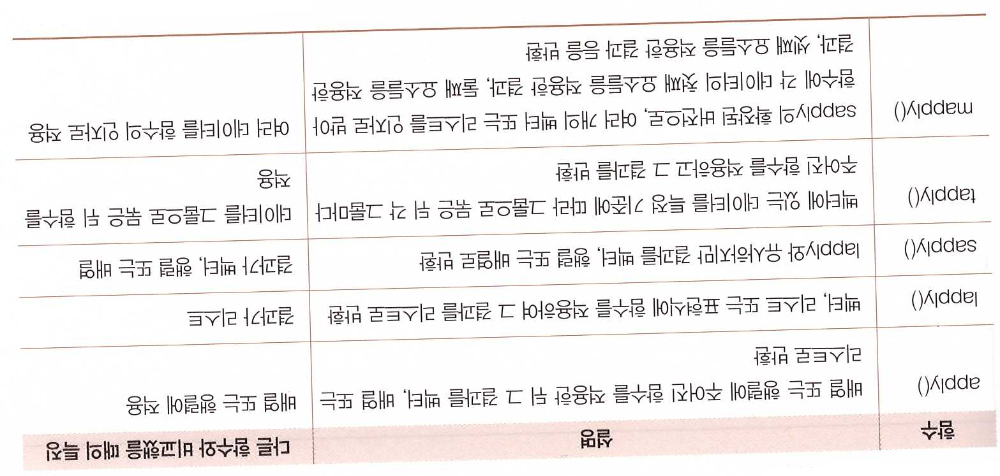 함수 설명 다른 함수와 비교했을 때의 특징
apply() 배열 또는 행렬에 주어진 함수를 적용한 뒤 그 결과를 벡터, 배열 또는 배열 또는 행렬에 적용
리스트로 반환
lapply() 벡터, 리스트 또는 표현식에 함수를 적용하여 그 결과를 리스트로 반환 결과가 리스트
sapply() lapply와 유사하지만 결과를 벡터, 행렬 또는 배열로 반환 결과가 벡터, 행렬 또는 배열
tapply() 벡터에 있는 데이터를 특정 기준에 따라 그룹으로 묶은 뒤 각 그룹마다 데이터를 그룹으로 묶은 뒤 함수를
주어진 함수를 적용하고 그 결과를 반환 적용
mapply() sapply의 확장된 버전으로, 여러 개의 벡터 또는 리스트를 인자로 받아 여러 데이터를 함수의 인자로 적용
함수에 각 데이터의 첫째 요소들을 적용한 결과, 둘째 요소들을 적용한
결과, 셋째 요소들을 적용한 결과 등을 반환